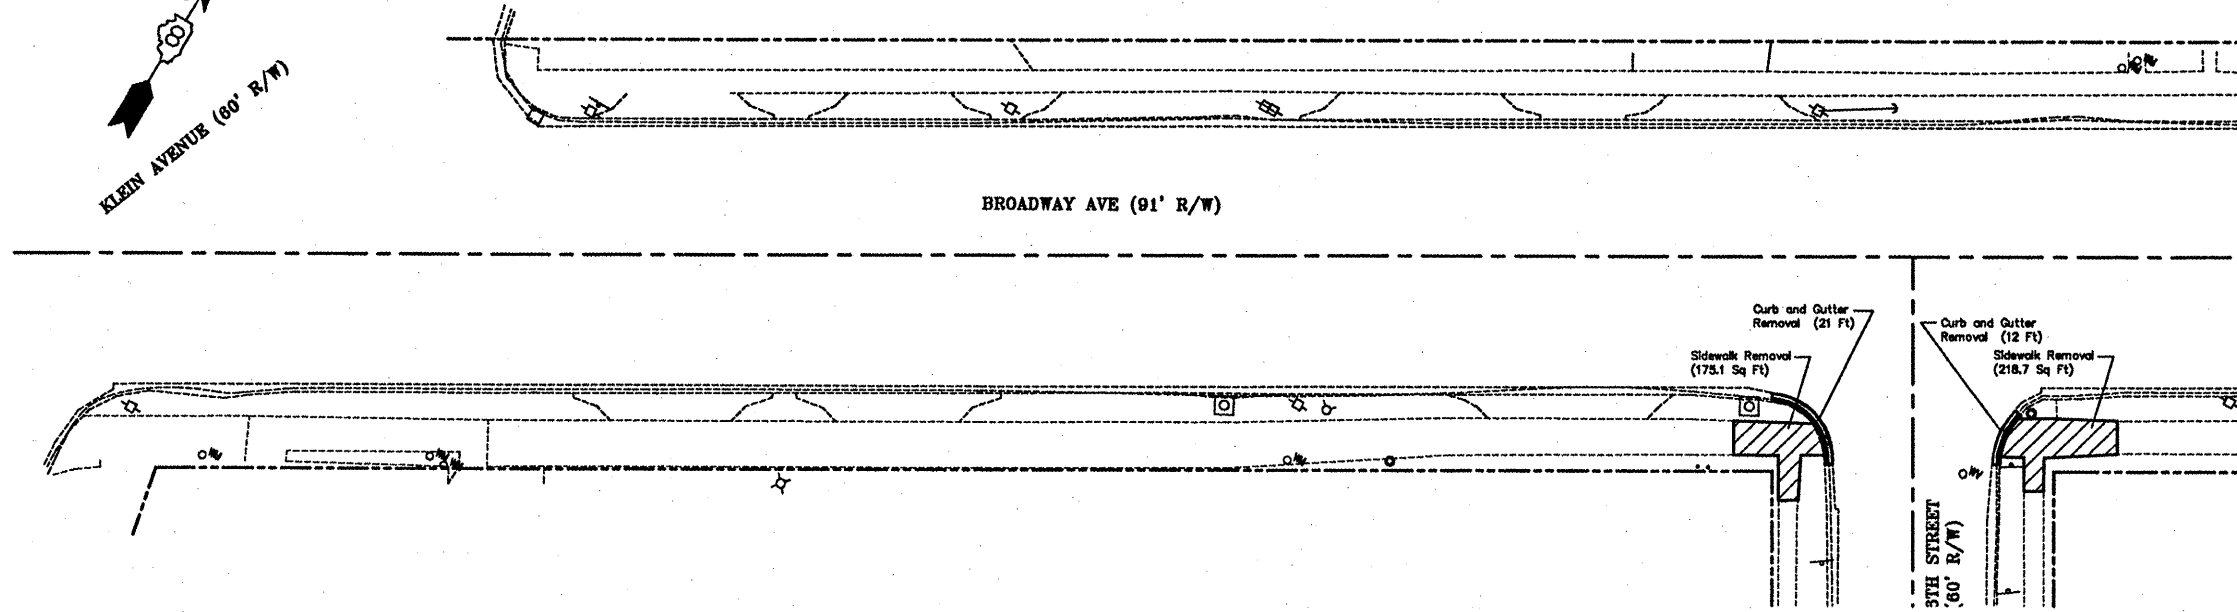 KLEIN AVENUE (60' R/W)
BROADWAY AVE (91' R/W)
Curb and Gutter
Removal (21 Ft)
Sidewalk Removal
(175.1 Sq Ft)
Curb and Gutter
Removal (12 Ft)
Sidewalk Removal
(218.7 Sq Ft)
STREET
(60' R/W)